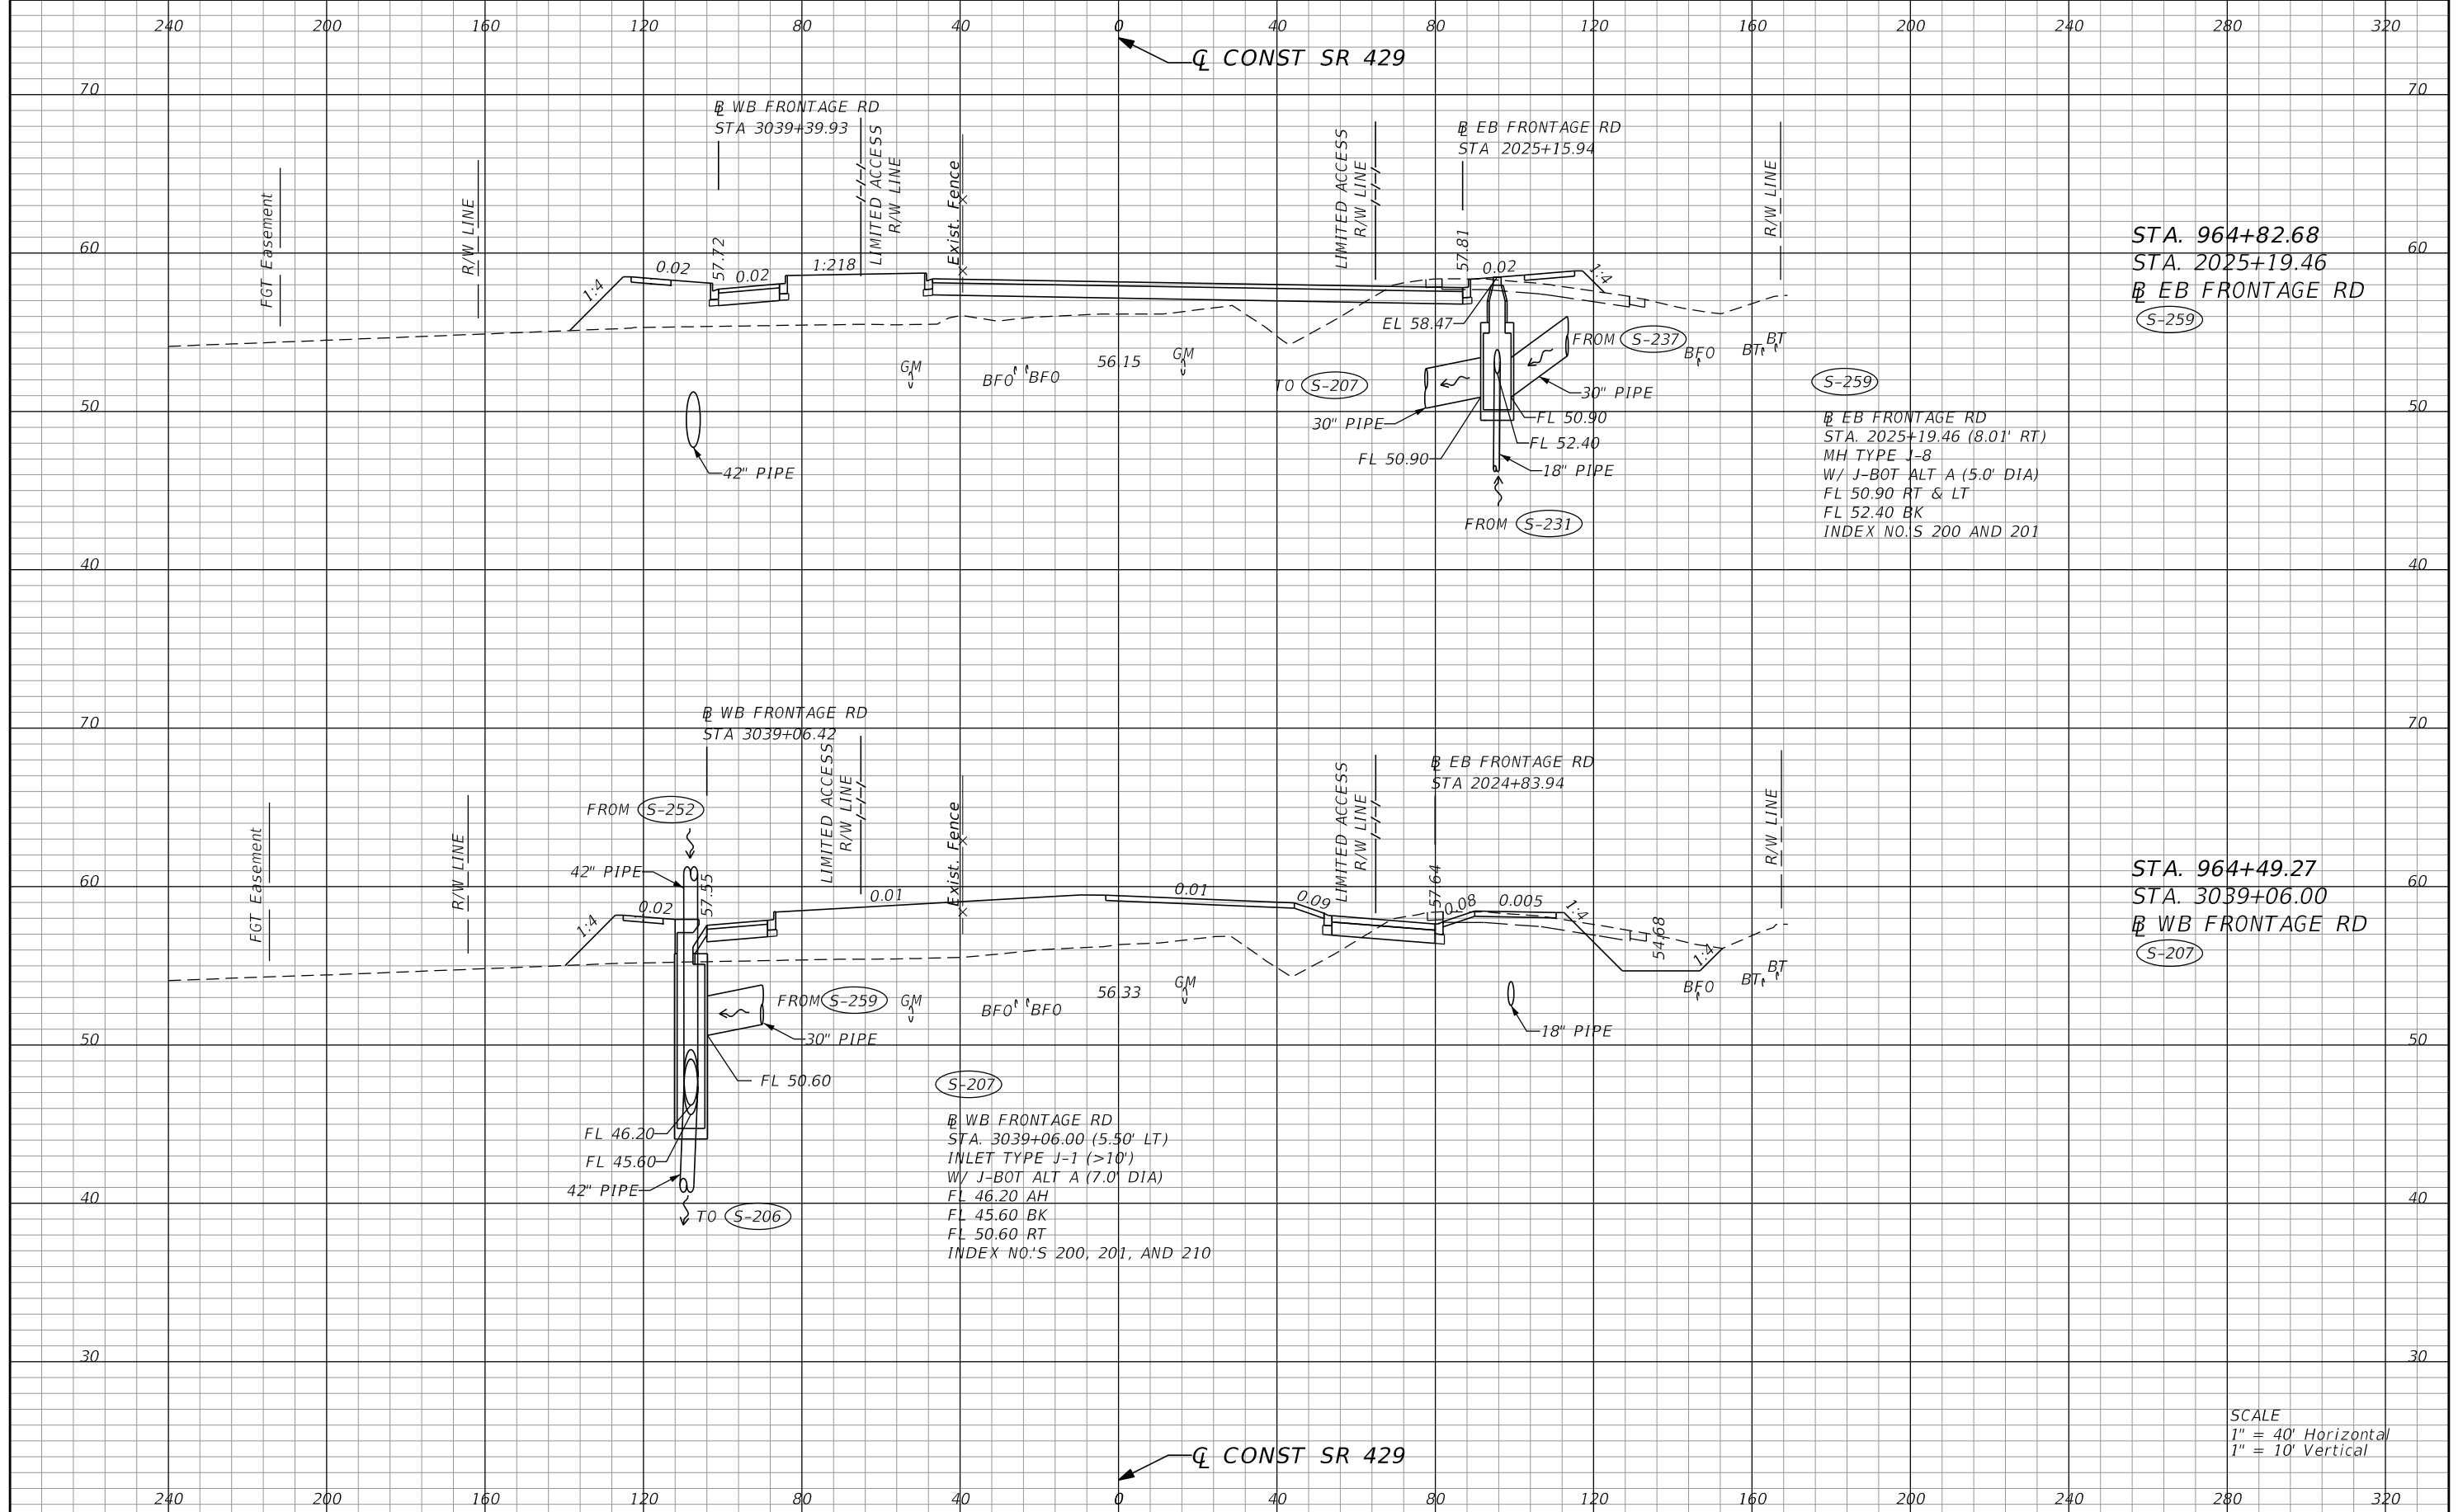 240 200 160 120 80 40 0 40 80 120 160 200 240 280 320
℄ CONST SR 429
70 70
B̲L WB FRONTAGE RD
STA 3039+39.93
LIMITED ACCESS
R/W LINE
Exist. Fence
LIMITED ACCESS
R/W LINE
B̲L EB FRONTAGE RD
STA 2025+15.94
R/W LINE
FGT Easement
R/W LINE
STA. 964+82.68
STA. 2025+19.46
B̲L EB FRONTAGE RD
S-259
60 60
1:4
0.02
57.72
0.02
1:218
57.81
0.02
1:4
EL 58.47
FROM S-237
GM
BFO
BFO
56.15
GM
BFO
BT
BT
TO S-207
30" PIPE
30" PIPE
FL 50.90
FL 52.40
FL 50.90
18" PIPE
42" PIPE
FROM S-231
50 50
S-259
B̲L EB FRONTAGE RD
STA. 2025+19.46 (8.01' RT)
MH TYPE J-8
W/ J-BOT ALT A (5.0' DIA)
FL 50.90 RT & LT
FL 52.40 BK
INDEX NO.'S 200 AND 201
40 40
70 70
B̲L WB FRONTAGE RD
STA 3039+06.42
LIMITED ACCESS
R/W LINE
Exist. Fence
LIMITED ACCESS
R/W LINE
B̲L EB FRONTAGE RD
STA 2024+83.94
R/W LINE
FGT Easement
R/W LINE
FROM S-252
42" PIPE
STA. 964+49.27
STA. 3039+06.00
B̲L WB FRONTAGE RD
S-207
60 60
1:4
0.02
57.55
0.01
0.01
0.09
57.64
0.08
0.005
1:4
54.68
1:4
FROM S-259
GM
BFO
BFO
56.33
GM
BFO
BT
BT
30" PIPE
18" PIPE
50 50
FL 50.60
FL 46.20
FL 45.60
42" PIPE
TO S-206
S-207
B̲L WB FRONTAGE RD
STA. 3039+06.00 (5.50' LT)
INLET TYPE J-1 (>10')
W/ J-BOT ALT A (7.0' DIA)
FL 46.20 AH
FL 45.60 BK
FL 50.60 RT
INDEX NO.'S 200, 201, AND 210
40 40
30 30
SCALE
1" = 40' Horizontal
1" = 10' Vertical
℄ CONST SR 429
240 200 160 120 80 40 0 40 80 120 160 200 240 280 320